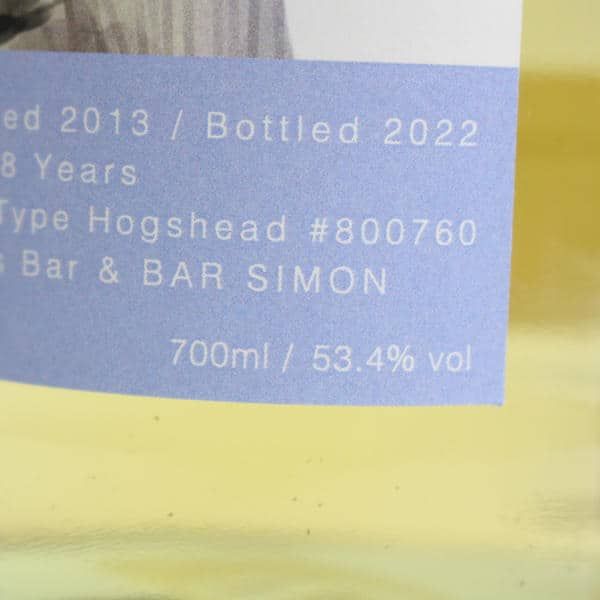 ed 2013 / Bottled 2022
8 Years
Type Hogshead #800760
s Bar & BAR SIMON
700ml / 53.4% vol